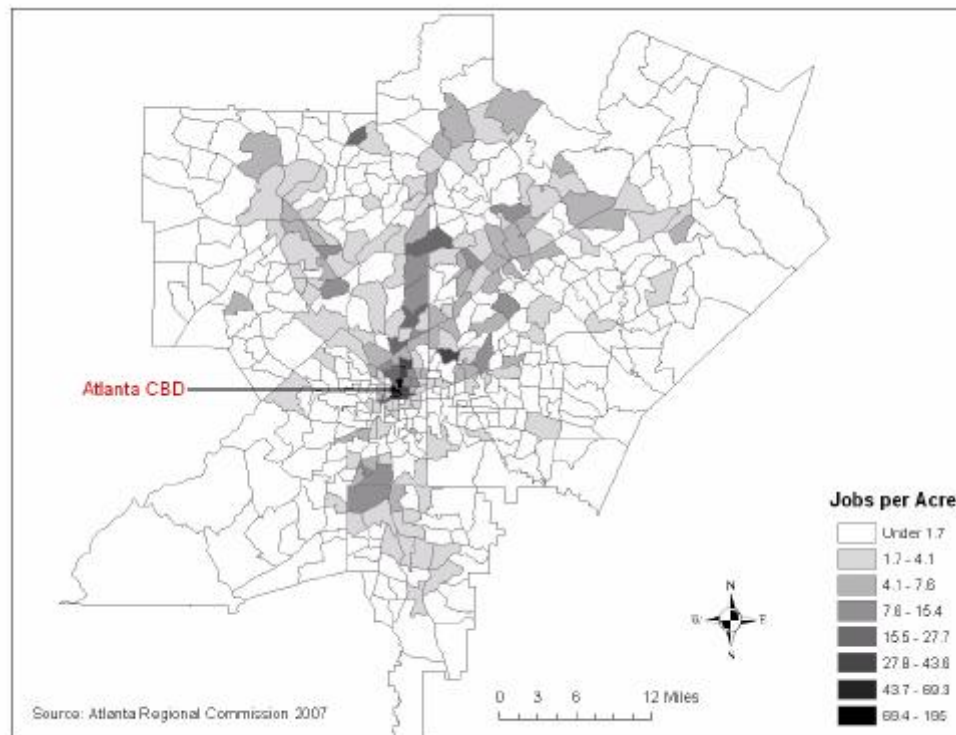 Atlanta CBD
Jobs per Acre
Under 1.7
1.7 - 4.1
4.1 - 7.6
7.6 - 15.4
15.5 - 27.7
27.8 - 43.6
43.7 - 69.3
69.4 - 195
N
W E
N
0 3 6 12 Miles
Source: Atlanta Regional Commission 2007